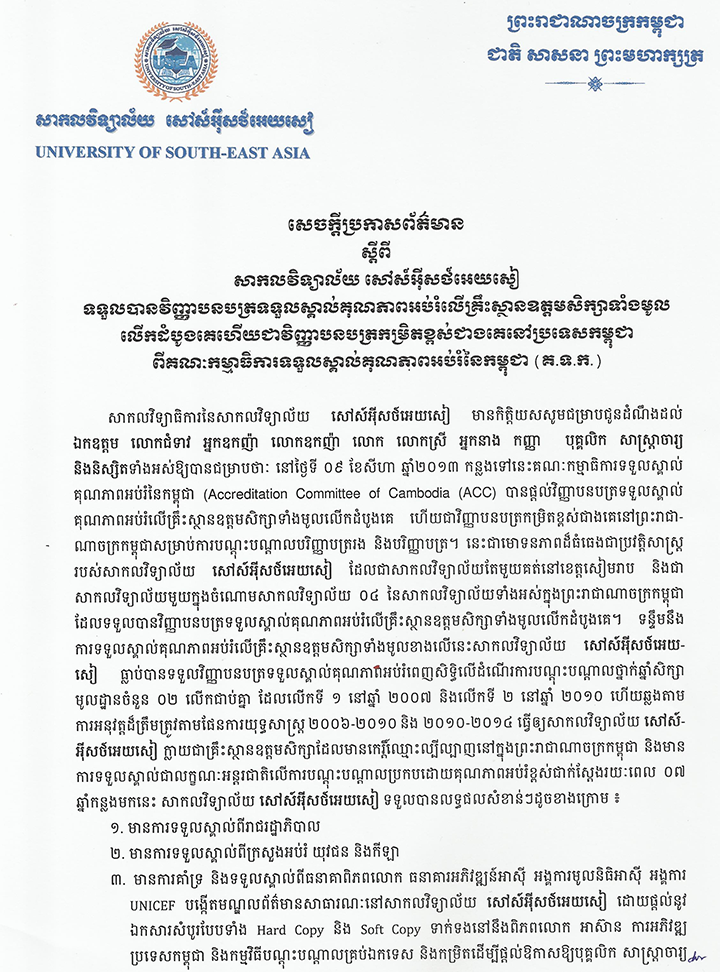 ព្រះរាជាណាចក្រកម្ពុជា
ជាតិ សាសនា ព្រះមហាក្សត្រ
USEA
UNIVERSITY OF SOUTH-EAST ASIA
សាកលវិទ្យាល័យ សៅស៍អ៊ីសថ៍អេយសៀ
UNIVERSITY OF SOUTH-EAST ASIA
សេចក្តីប្រកាសព័ត៌មាន
ស្តីពី
សាកលវិទ្យាល័យ សៅស៍អ៊ីសថ៍អេយសៀ
ទទួលបានវិញ្ញាបនបត្រទទួលស្គាល់គុណភាពអប់រំលើគ្រឹះស្ថានឧត្តមសិក្សាទាំងមូល
លើកដំបូងគេហើយជាវិញ្ញាបនបត្រកម្រិតខ្ពស់ជាងគេនៅប្រទេសកម្ពុជា
ពីគណៈកម្មាធិការទទួលស្គាល់គុណភាពអប់រំនៃកម្ពុជា (គ.ទ.ក.)
សាកលវិទ្យាធិការនៃសាកលវិទ្យាល័យ សៅស៍អ៊ីសថ៍អេយសៀ មានកិត្តិយសសូមជម្រាបជូនដំណឹងដល់
ឯកឧត្តម លោកជំទាវ អ្នកឧកញ៉ា លោកឧកញ៉ា លោក លោកស្រី អ្នកនាង កញ្ញា បុគ្គលិក សាស្ត្រាចារ្យ
និងនិស្សិតទាំងអស់ឱ្យបានជម្រាបថាៈ នៅថ្ងៃទី ០៩ ខែសីហា ឆ្នាំ២០១៣ កន្លងទៅនេះគណៈកម្មាធិការទទួលស្គាល់
គុណភាពអប់រំនៃកម្ពុជា (Accreditation Committee of Cambodia (ACC) បានផ្តល់វិញ្ញាបនបត្រទទួលស្គាល់
គុណភាពអប់រំលើគ្រឹះស្ថានឧត្តមសិក្សាទាំងមូលលើកដំបូងគេ ហើយជាវិញ្ញាបនបត្រកម្រិតខ្ពស់ជាងគេនៅព្រះរាជា-
ណាចក្រកម្ពុជាសម្រាប់ការបណ្តុះបណ្តាលបរិញ្ញាបត្ររង និងបរិញ្ញាបត្រ។ នេះជាមោទនភាពដ៏ធំធេងជាប្រវត្តិសាស្ត្រ
របស់សាកលវិទ្យាល័យ សៅស៍អ៊ីសថ៍អេយសៀ ដែលជាសាកលវិទ្យាល័យតែមួយគត់នៅខេត្តសៀមរាប និងជា
សាកលវិទ្យាល័យមួយក្នុងចំណោមសាកលវិទ្យាល័យ ០៤ នៃសាកលវិទ្យាល័យទាំងអស់ក្នុងព្រះរាជាណាចក្រកម្ពុជា
ដែលទទួលបានវិញ្ញាបនបត្រទទួលស្គាល់គុណភាពអប់រំលើគ្រឹះស្ថានឧត្តមសិក្សាទាំងមូលលើកដំបូងគេ។ ទន្ទឹមនឹង
ការទទួលស្គាល់គុណភាពអប់រំលើគ្រឹះស្ថានឧត្តមសិក្សាទាំងមូលខាងលើនេះសាកលវិទ្យាល័យ សៅស៍អ៊ីសថ៍អេយ-
សៀ ធ្លាប់បានទទួលវិញ្ញាបនបត្រទទួលស្គាល់គុណភាពអប់រំពេញសិទ្ធិលើដំណើរការបណ្តុះបណ្តាលថ្នាក់ឆ្នាំសិក្សា
មូលដ្ឋានចំនួន ០២ លើកជាប់គ្នា ដែលលើកទី ១ នៅឆ្នាំ ២០០៧ និងលើកទី ២ នៅឆ្នាំ ២០១០ ហើយឆ្លងតាម
ការអនុវត្តដ៏ត្រឹមត្រូវតាមផែនការយុទ្ធសាស្ត្រ ២០០៦-២០១០ និង ២០១០-២០១៤ ធ្វើឲ្យសាកលវិទ្យាល័យ សៅស៍-
អ៊ីសថ៍អេយសៀ ក្លាយជាគ្រឹះស្ថានឧត្តមសិក្សាដែលមានកេរ្តិ៍ឈ្មោះល្បីល្បាញនៅក្នុងព្រះរាជាណាចក្រកម្ពុជា និងមាន
ការទទួលស្គាល់ជាលក្ខណៈអន្តរជាតិលើការបណ្តុះបណ្តាលប្រកបដោយគុណភាពអប់រំខ្ពស់ជាក់ស្តែងរយៈពេល ០៧
ឆ្នាំកន្លងមកនេះ សាកលវិទ្យាល័យ សៅស៍អ៊ីសថ៍អេយសៀ ទទួលបានលទ្ធផលសំខាន់ៗដូចខាងក្រោម ៖
១. មានការទទួលស្គាល់ពីរាជរដ្ឋាភិបាល
២. មានការទទួលស្គាល់ពីក្រសួងអប់រំ យុវជន និងកីឡា
៣. មានការគាំទ្រ និងទទួលស្គាល់ពីធនាគាពិភពលោក ធនាគារអភិវឌ្ឍន៍អាស៊ី អង្គការមូលនិធិអាស៊ី អង្គការ
UNICEF បង្កើតមណ្ឌលព័ត៌មានសាធារណៈនៅសាកលវិទ្យាល័យ សៅស៍អ៊ីសថ៍អេយសៀ ដោយផ្តល់នូវ
ឯកសារសំបូរបែបទាំង Hard Copy និង Soft Copy ទាក់ទងនៅនឹងពិភពលោក អាស៊ាន ការអភិវឌ្ឍ
ប្រទេសកម្ពុជា និងកម្មវិធីបណ្តុះបណ្តាលគ្រប់ឯកទេស និងកម្រិតដើម្បីផ្តល់ឱកាសឱ្យបុគ្គលិក សាស្ត្រាចារ្យ